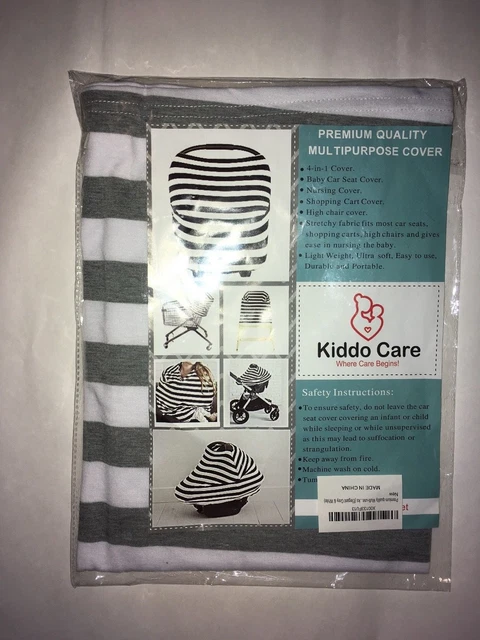 PREMIUM QUALITY
MULTIPURPOSE COVER
• 4-in-1 Cover.
• Baby Car Seat Cover.
• Nursing Cover.
• Shopping Cart Cover.
• High chair cover.
• Stretchy fabric fits most car seats,
shopping carts, high chairs and gives
ease in nursing the baby.
• Light Weight, Ultra soft, Easy to use,
Durable and Portable.
Kiddo Care
Where Care Begins!
Safety Instructions:
• To ensure safety, do not leave the car
seat cover covering an infant or child
while sleeping or while unsupervised
as this may lead to suffocation or
strangulation.
• Keep away from fire.
• Machine wash on cold.
• Tum
MADE IN CHINA
New